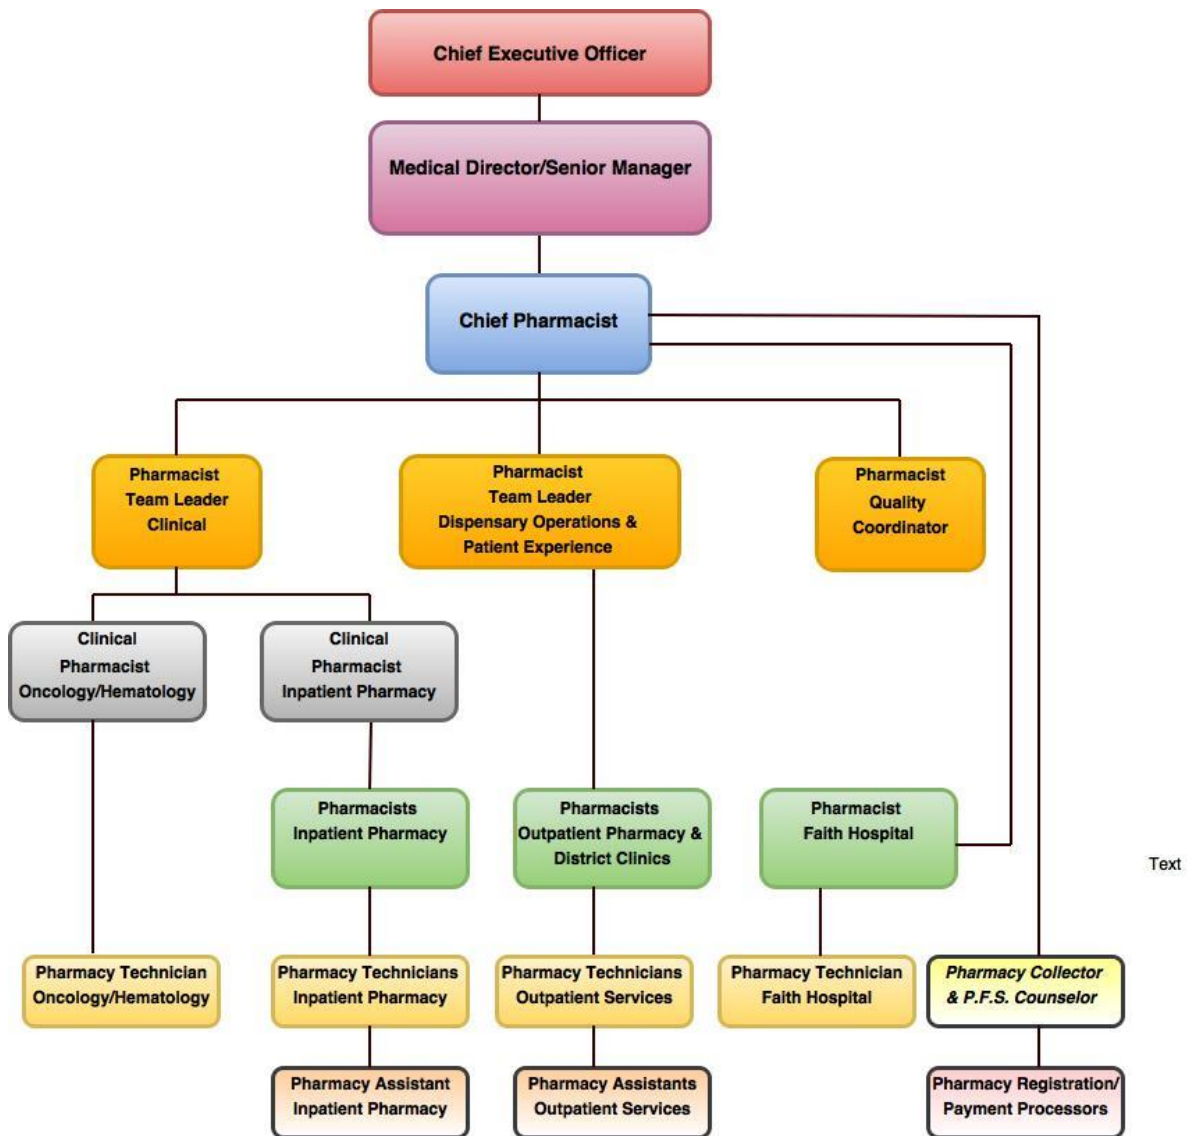 Chief Executive Officer
Medical Director/Senior Manager
Chief Pharmacist
Pharmacist
Team Leader
Clinical
Pharmacist
Team Leader
Dispensary Operations &
Patient Experience
Pharmacist
Quality
Coordinator
Clinical
Pharmacist
Oncology/Hematology
Clinical
Pharmacist
Inpatient Pharmacy
Pharmacists
Inpatient Pharmacy
Pharmacists
Outpatient Pharmacy &
District Clinics
Pharmacist
Faith Hospital
Text
Pharmacy Technician
Oncology/Hematology
Pharmacy Technicians
Inpatient Pharmacy
Pharmacy Technicians
Outpatient Services
Pharmacy Technician
Faith Hospital
Pharmacy Collector
& P.F.S. Counselor
Pharmacy Assistant
Inpatient Pharmacy
Pharmacy Assistants
Outpatient Services
Pharmacy Registration/
Payment Processors